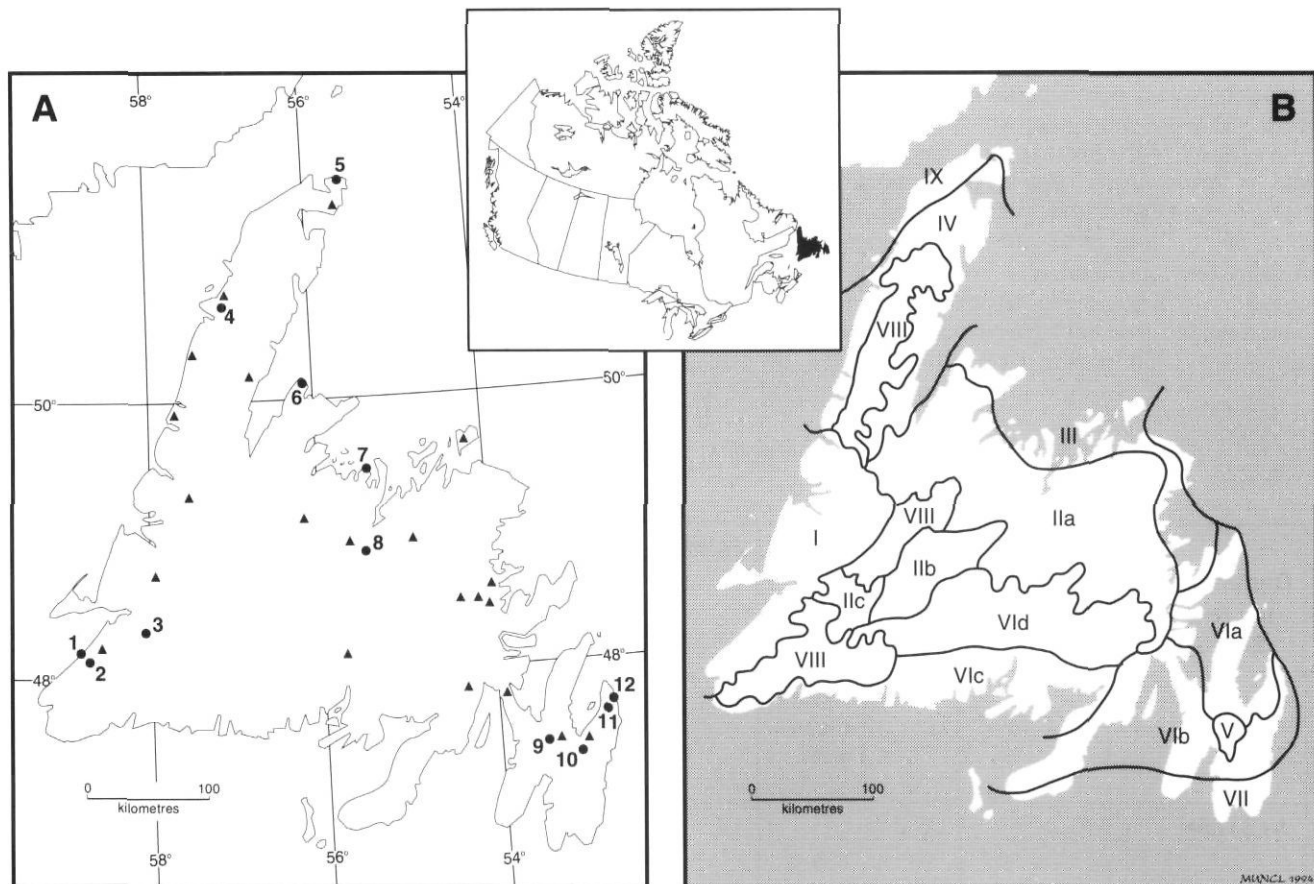 A
58°
56°
54°
5
4
6
50°
50°
7
8
3
1
2
48°
48°
12
11
9
10
0 100
kilometres
58°
56°
54°
B
IX
IV
VIII
III
I
VIII
IIa
IIb
IIc
VId
VIII
VIc
VIa
VIb
V
VII
0 100
kilometres
MUNCL 1994